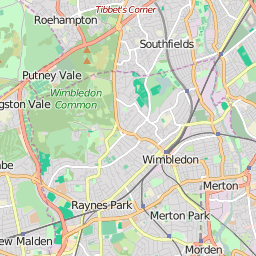 Tibbet's Corner
Roehampton
Southfields
Putney Vale
Wimbledon
Common
ngston Vale
Wimbledon
be
Merton
Raynes Park
Merton Park
ew Malden
Morden